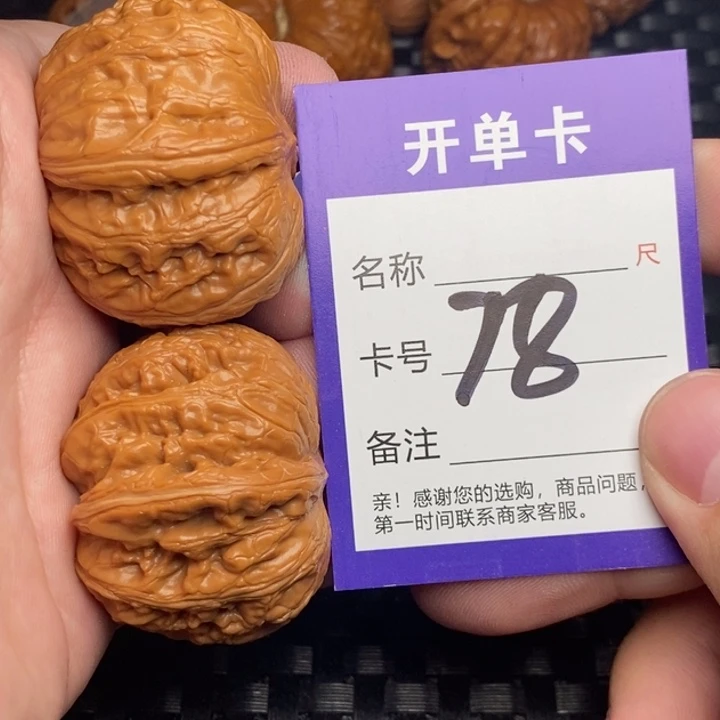 开单卡
名称 尺
卡号 78
备注
亲！感谢您的选购，商品问题，
第一时间联系商家客服。